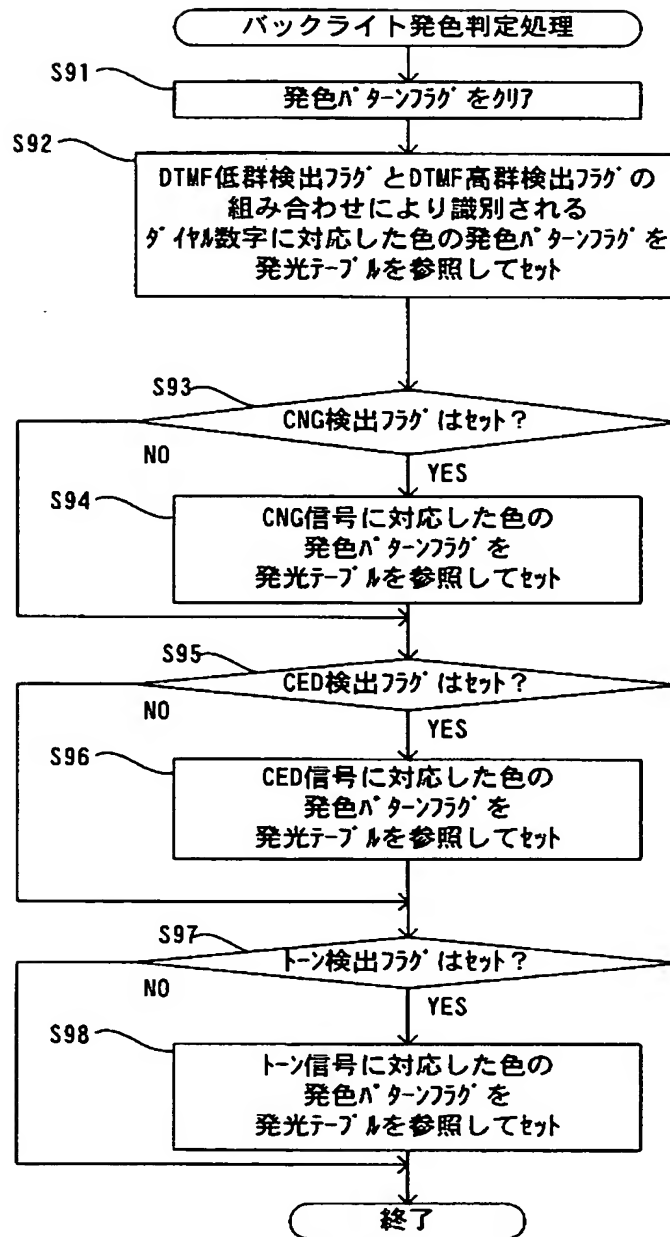 バックライト発色判定処理
S91
発色ﾊﾟﾀｰﾝﾌﾗｸﾞをｸﾘｱ
S92
DTMF低群検出ﾌﾗｸﾞとDTMF高群検出ﾌﾗｸﾞの
組み合わせにより識別される
ﾀﾞｲﾔﾙ数字に対応した色の発色ﾊﾟﾀｰﾝﾌﾗｸﾞを
発光ﾃｰﾌﾞﾙを参照してｾｯﾄ
S93
CNG検出ﾌﾗｸﾞはｾｯﾄ?
NO
YES
S94
CNG信号に対応した色の
発色ﾊﾟﾀｰﾝﾌﾗｸﾞを
発光ﾃｰﾌﾞﾙを参照してｾｯﾄ
S95
CED検出ﾌﾗｸﾞはｾｯﾄ?
NO
YES
S96
CED信号に対応した色の
発色ﾊﾟﾀｰﾝﾌﾗｸﾞを
発光ﾃｰﾌﾞﾙを参照してｾｯﾄ
S97
ﾄｰﾝ検出ﾌﾗｸﾞはｾｯﾄ?
NO
YES
S98
ﾄｰﾝ信号に対応した色の
発色ﾊﾟﾀｰﾝﾌﾗｸﾞを
発光ﾃｰﾌﾞﾙを参照してｾｯﾄ
終了